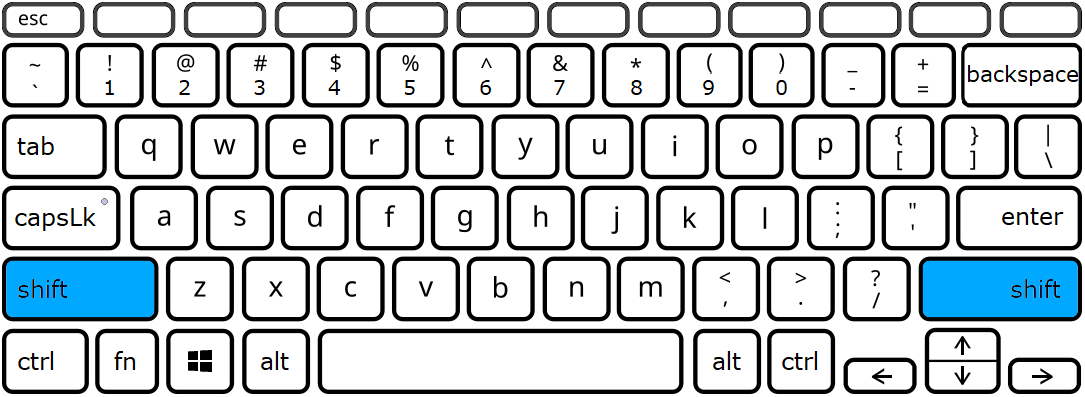 esc
~ ! @ # $ % ^ & * ( ) _ +
` 1 2 3 4 5 6 7 8 9 0 - = backspace
tab q w e r t y u i o p { } |
[ ] \
capsLk a s d f g h j k l : " enter
; '
shift z x c v b n m < > ? shift
, . /
ctrl fn alt alt ctrl ← ↑ ↓ →